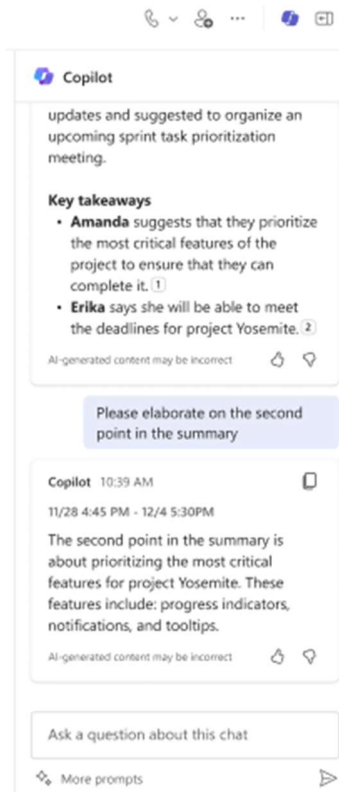 Copilot
updates and suggested to organize an
upcoming sprint task prioritization
meeting.
Key takeaways
• Amanda suggests that they prioritize
the most critical features of the
project to ensure that they can
complete it. 1
• Erika says she will be able to meet
the deadlines for project Yosemite. 2
AI-generated content may be incorrect
Please elaborate on the second
point in the summary
Copilot 10:39 AM
11/28 4:45 PM - 12/4 5:30PM
The second point in the summary is
about prioritizing the most critical
features for project Yosemite. These
features include: progress indicators,
notifications, and tooltips.
AI-generated content may be incorrect
Ask a question about this chat
More prompts